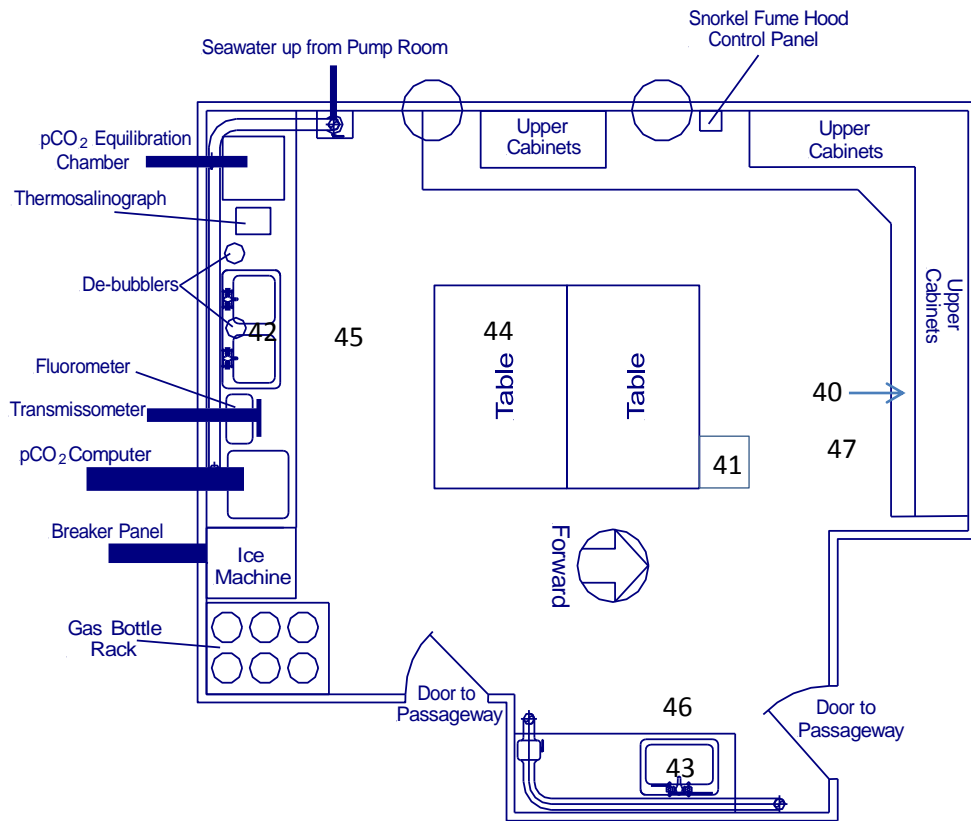 Seawater up from Pump Room
Snorkel Fume Hood
Control Panel
pCO₂ Equilibration
Chamber
Upper
Cabinets
Upper
Cabinets
Thermosalinograph
De-bubblers
Upper
Cabinets
42
45
44
Table
Table
40
Fluorometer
Transmissometer
47
41
pCO₂ Computer
Breaker Panel
Ice
Machine
Forward
Gas Bottle
Rack
Door to
Passageway
46
Door to
Passageway
43